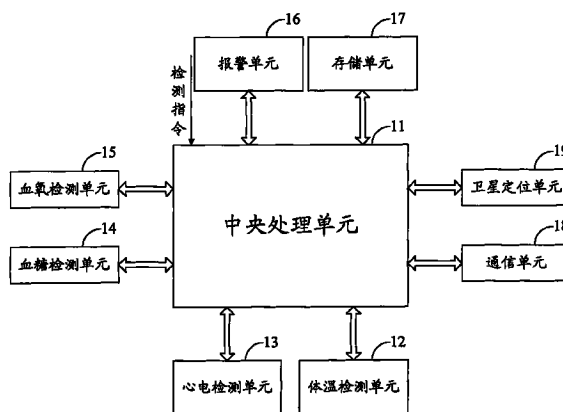 16
报警单元
17
存储单元
检测指令
11
15
血氧检测单元
19
卫星定位单元
中央处理单元
14
血糖检测单元
18
通信单元
13
心电检测单元
12
体温检测单元